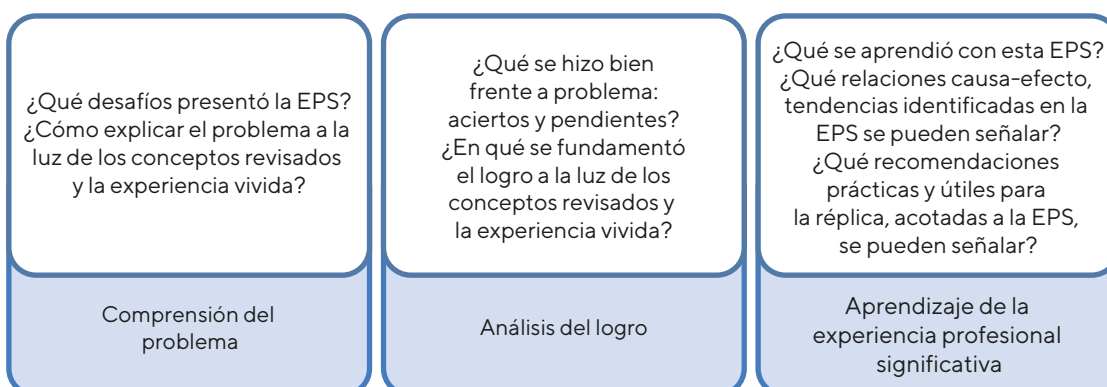 ¿Qué desafíos presentó la EPS?
¿Cómo explicar el problema a la
luz de los conceptos revisados
y la experiencia vivida?
Comprensión del
problema
¿Qué se hizo bien
frente a problema:
aciertos y pendientes?
¿En qué se fundamentó
el logro a la luz de los
conceptos revisados y
la experiencia vivida?
Análisis del logro
¿Qué se aprendió con esta EPS?
¿Qué relaciones causa-efecto,
tendencias identificadas en la
EPS se pueden señalar?
¿Qué recomendaciones
prácticas y útiles para
la réplica, acotadas a la EPS,
se pueden señalar?
Aprendizaje de la
experiencia profesional
significativa